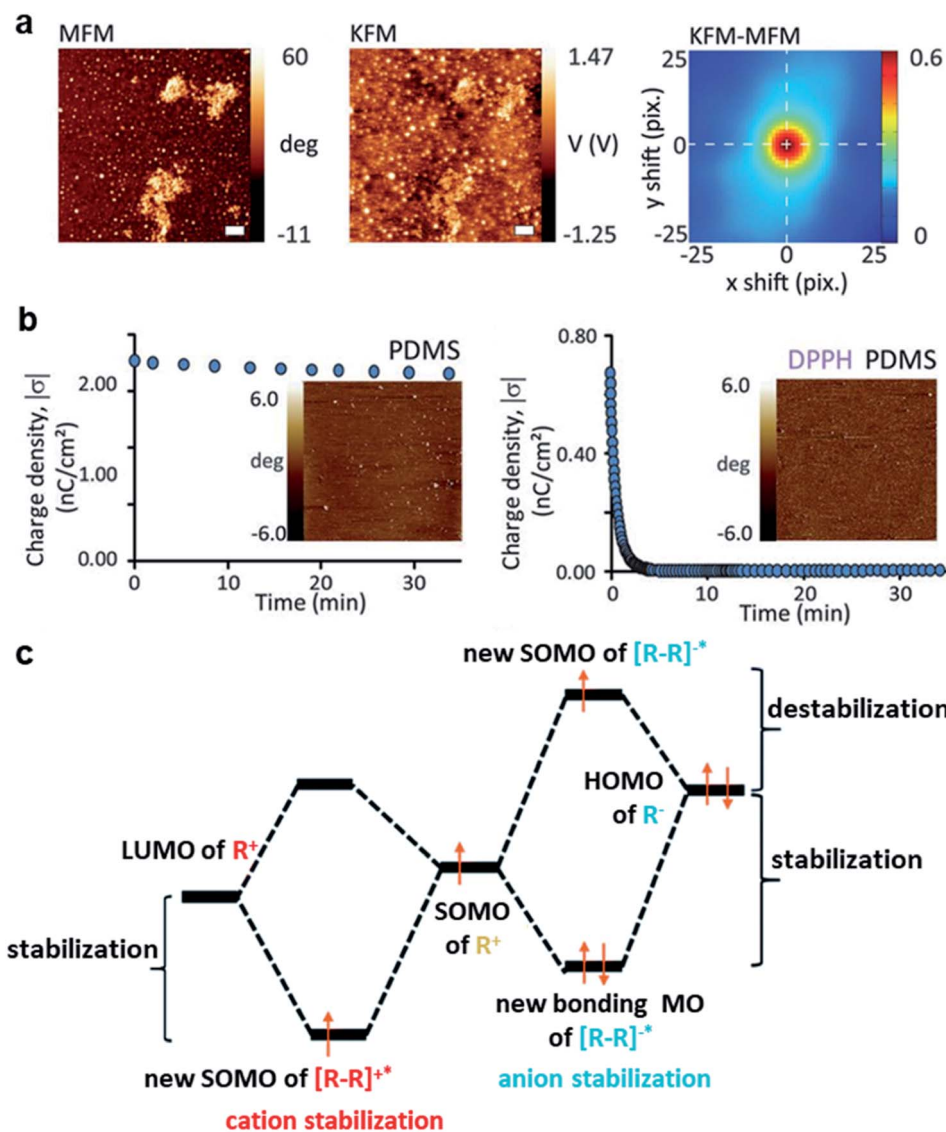 a
MFM
KFM
KFM-MFM
60
deg
-11
1.47
V (V)
-1.25
25
0
-25
y shift (pix.)
-25
0
25
x shift (pix.)
0.6
0
b
PDMS
2.00
1.00
0.00
Charge density, |σ|
(nC/cm²)
6.0
deg
-6.0
0
10
20
30
Time (min)
DPPH PDMS
0.80
0.40
0.00
Charge density, |σ|
(nC/cm²)
6.0
deg
-6.0
0
10
20
30
Time (min)
c
new SOMO of [R-R]-*
destabilization
HOMO
of R-
LUMO of R+
stabilization
SOMO
of R+
stabilization
new bonding MO
of [R-R]-*
new SOMO of [R-R]+*
anion stabilization
cation stabilization